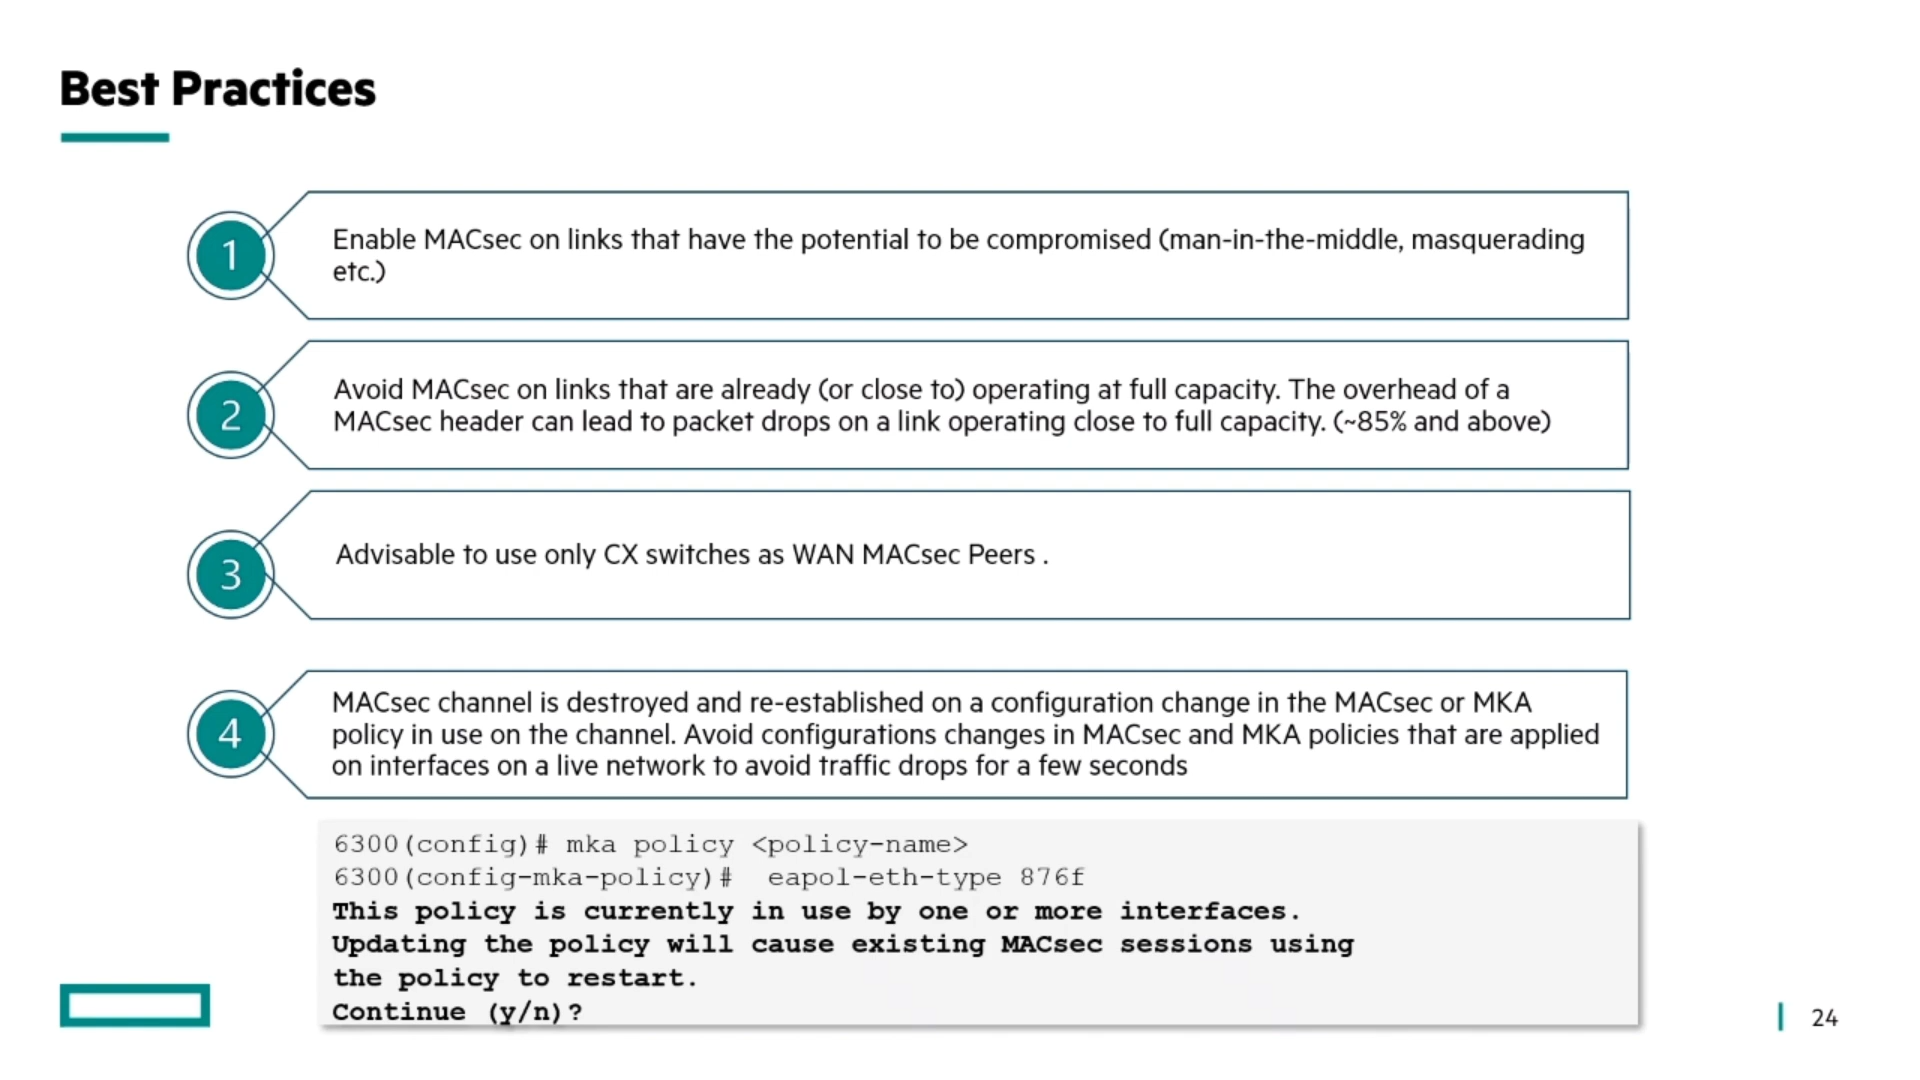 Best Practices
1
Enable MACsec on links that have the potential to be compromised (man-in-the-middle, masquerading
etc.)
2
Avoid MACsec on links that are already (or close to) operating at full capacity. The overhead of a
MACsec header can lead to packet drops on a link operating close to full capacity. (~85% and above)
3
Advisable to use only CX switches as WAN MACsec Peers .
4
MACsec channel is destroyed and re-established on a configuration change in the MACsec or MKA
policy in use on the channel. Avoid configurations changes in MACsec and MKA policies that are applied
on interfaces on a live network to avoid traffic drops for a few seconds
6300(config)# mka policy <policy-name>
6300(config-mka-policy)#  eapol-eth-type 876f
This policy is currently in use by one or more interfaces.
Updating the policy will cause existing MACsec sessions using
the policy to restart.
Continue (y/n)?
24